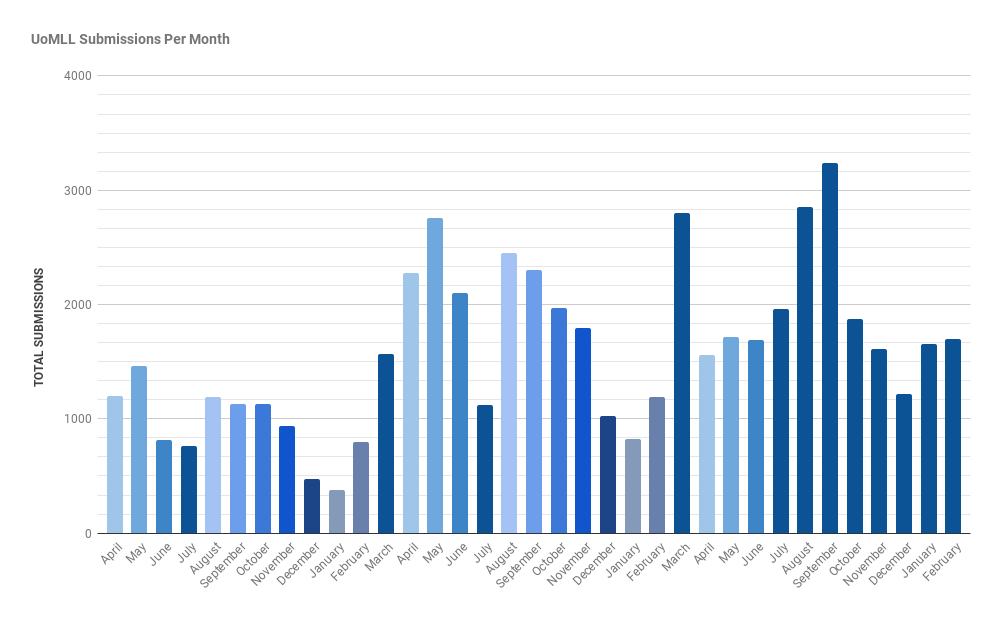 UoMLL Submissions Per Month
TOTAL SUBMISSIONS
4000
3000
2000
1000
0
April
May
June
July
August
September
October
November
December
January
February
March
April
May
June
July
August
September
October
November
December
January
February
March
April
May
June
July
August
September
October
November
December
January
February